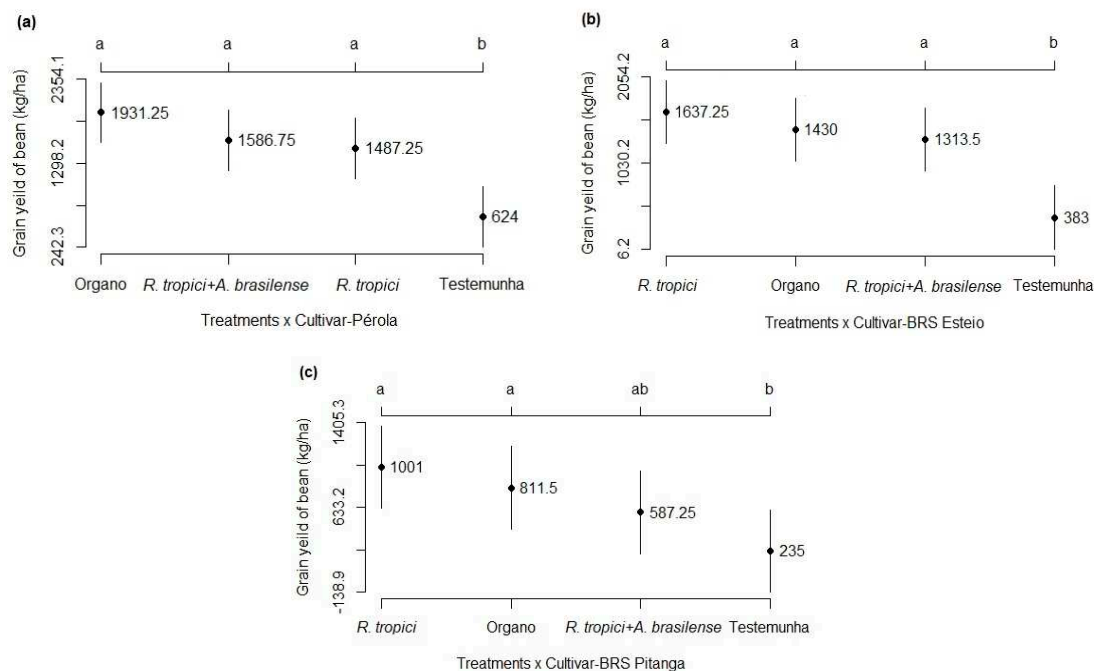 (a)
a a a b
Grain yeild of bean (kg/ha)
2354.1
1298.2
242.3
1931.25
1586.75
1487.25
624
Organo R. tropici+A. brasilense R. tropici Testemunha
Treatments x Cultivar-Pérola
(b)
a a a b
Grain yeild of bean (kg/ha)
2054.2
1030.2
6.2
1637.25
1430
1313.5
383
R. tropici Organo R. tropici+A. brasilense Testemunha
Treatments x Cultivar-BRS Esteio
(c)
a a ab b
Grain yeild of bean (kg/ha)
1405.3
633.2
-138.9
1001
811.5
587.25
235
R. tropici Organo R. tropici+A. brasilense Testemunha
Treatments x Cultivar-BRS Pitanga